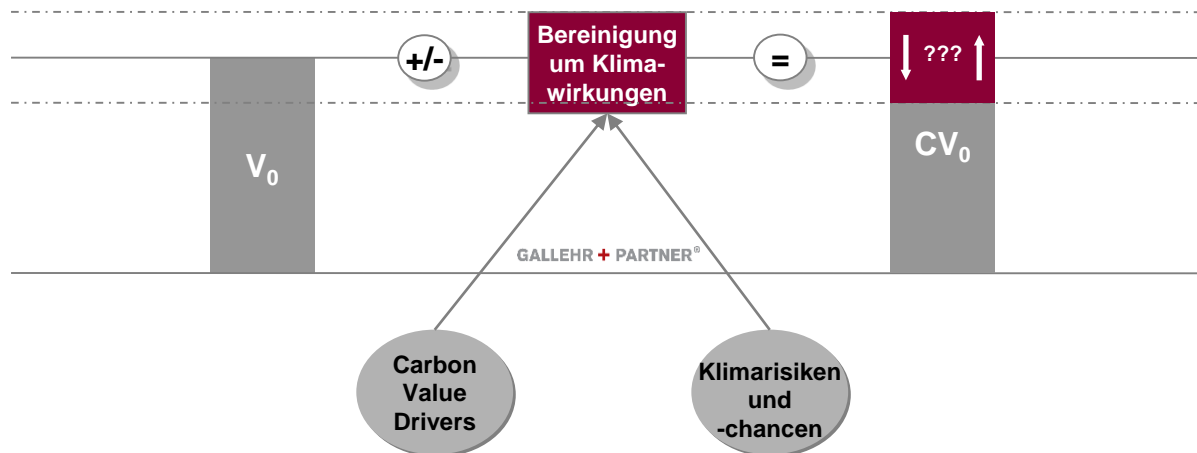 +/-
Bereinigung
um Klima-
wirkungen
=
???
V₀
CV₀
GALLEHR + PARTNER®
Carbon
Value
Drivers
Klimarisiken
und
-chancen